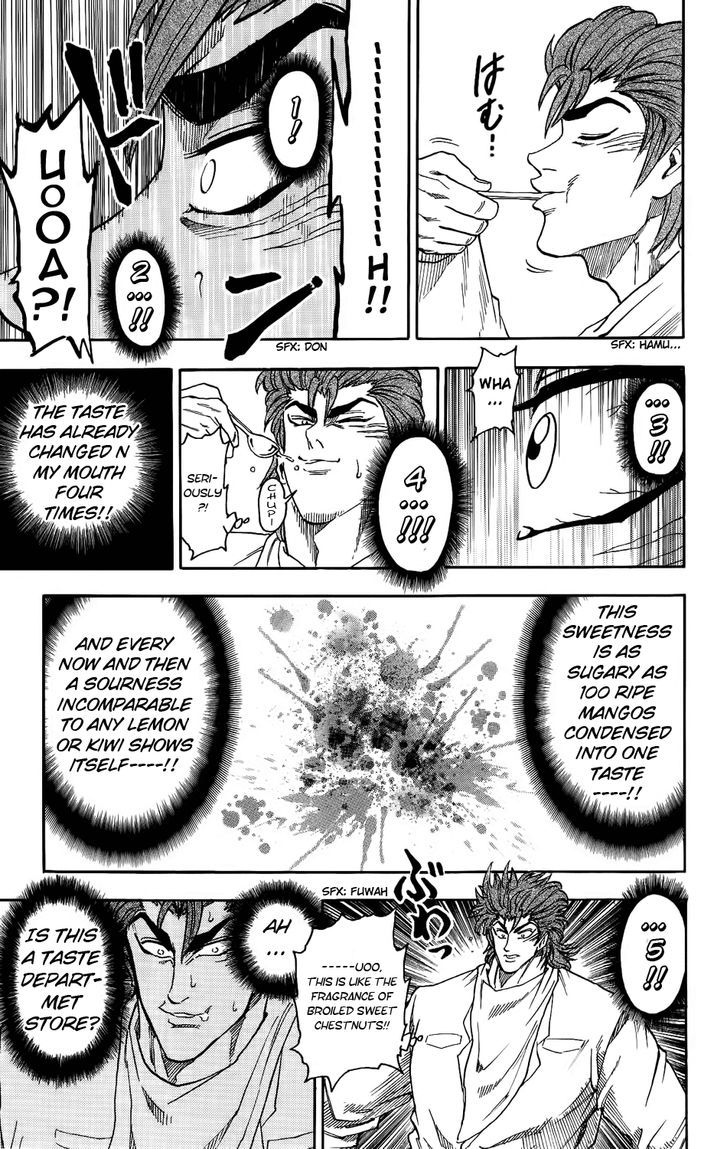 はむ…!
SFX: HAMU...
----------H!!
1!
ドン
2...!!
UOOA?!
SFX: DON
...3!!
WHA
...
4...!!!
CHUP!
SERI-
OUSLY
?!
THE TASTE
HAS ALREADY
CHANGED N
MY MOUTH
FOUR
TIMES!!
THIS
SWEETNESS
IS AS
SUGARY AS
100 RIPE
MANGOS
CONDENSED
INTO ONE
TASTE
----!!
AND EVERY
NOW AND THEN
A SOURNESS
INCOMPARABLE
TO ANY LEMON
OR KIWI SHOWS
ITSELF----!!
...
5!!
ぶわっ
SFX: FUWAH
-----UOO,
THIS IS LIKE THE
FRAGRANCE OF
BROILED SWEET
CHESTNUTS!!
AH
...
IS THIS
A TASTE
DEPART-
MET
STORE?